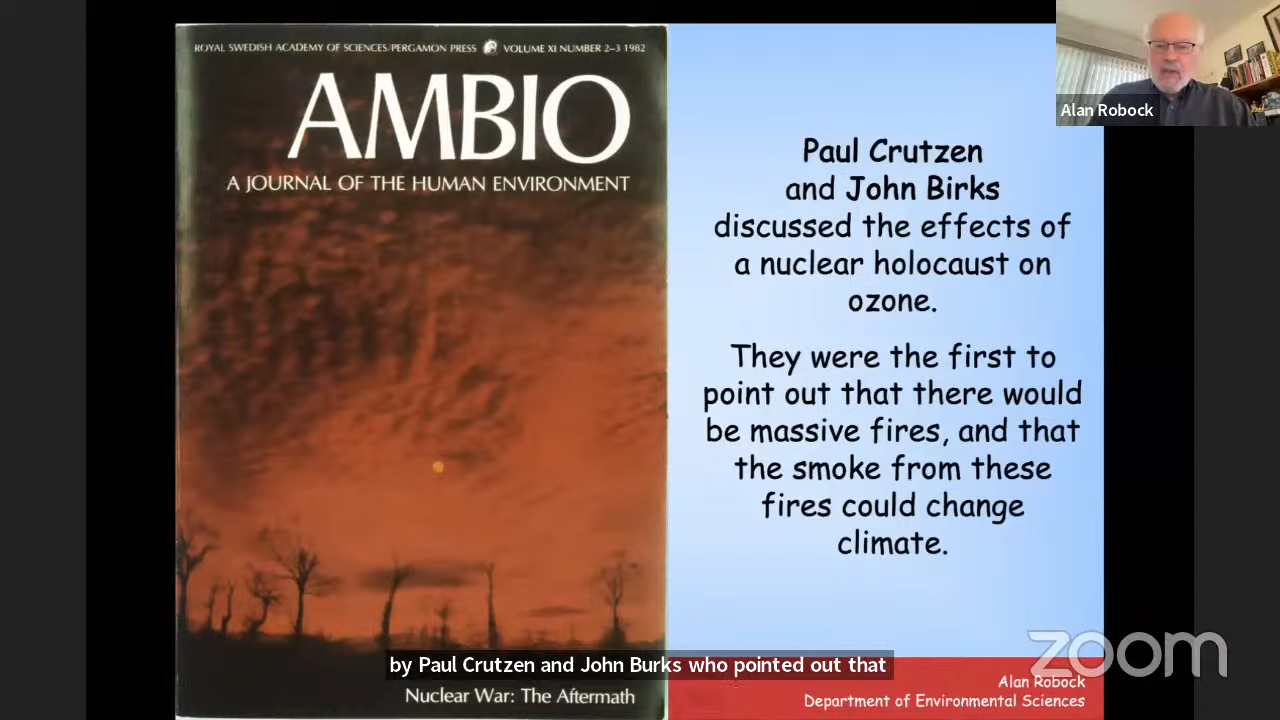 ROYAL SWEDISH ACADEMY OF SCIENCES/PERGAMON PRESS VOLUME XI NUMBER 2–3 1982
AMBIO
A JOURNAL OF THE HUMAN ENVIRONMENT
Nuclear War: The Aftermath
Paul Crutzen
and John Birks
discussed the effects of
a nuclear holocaust on
ozone.
They were the first to
point out that there would
be massive fires, and that
the smoke from these
fires could change
climate.
Alan Robock
Department of Environmental Sciences
Alan Robock
by Paul Crutzen and John Burks who pointed out that
zoom